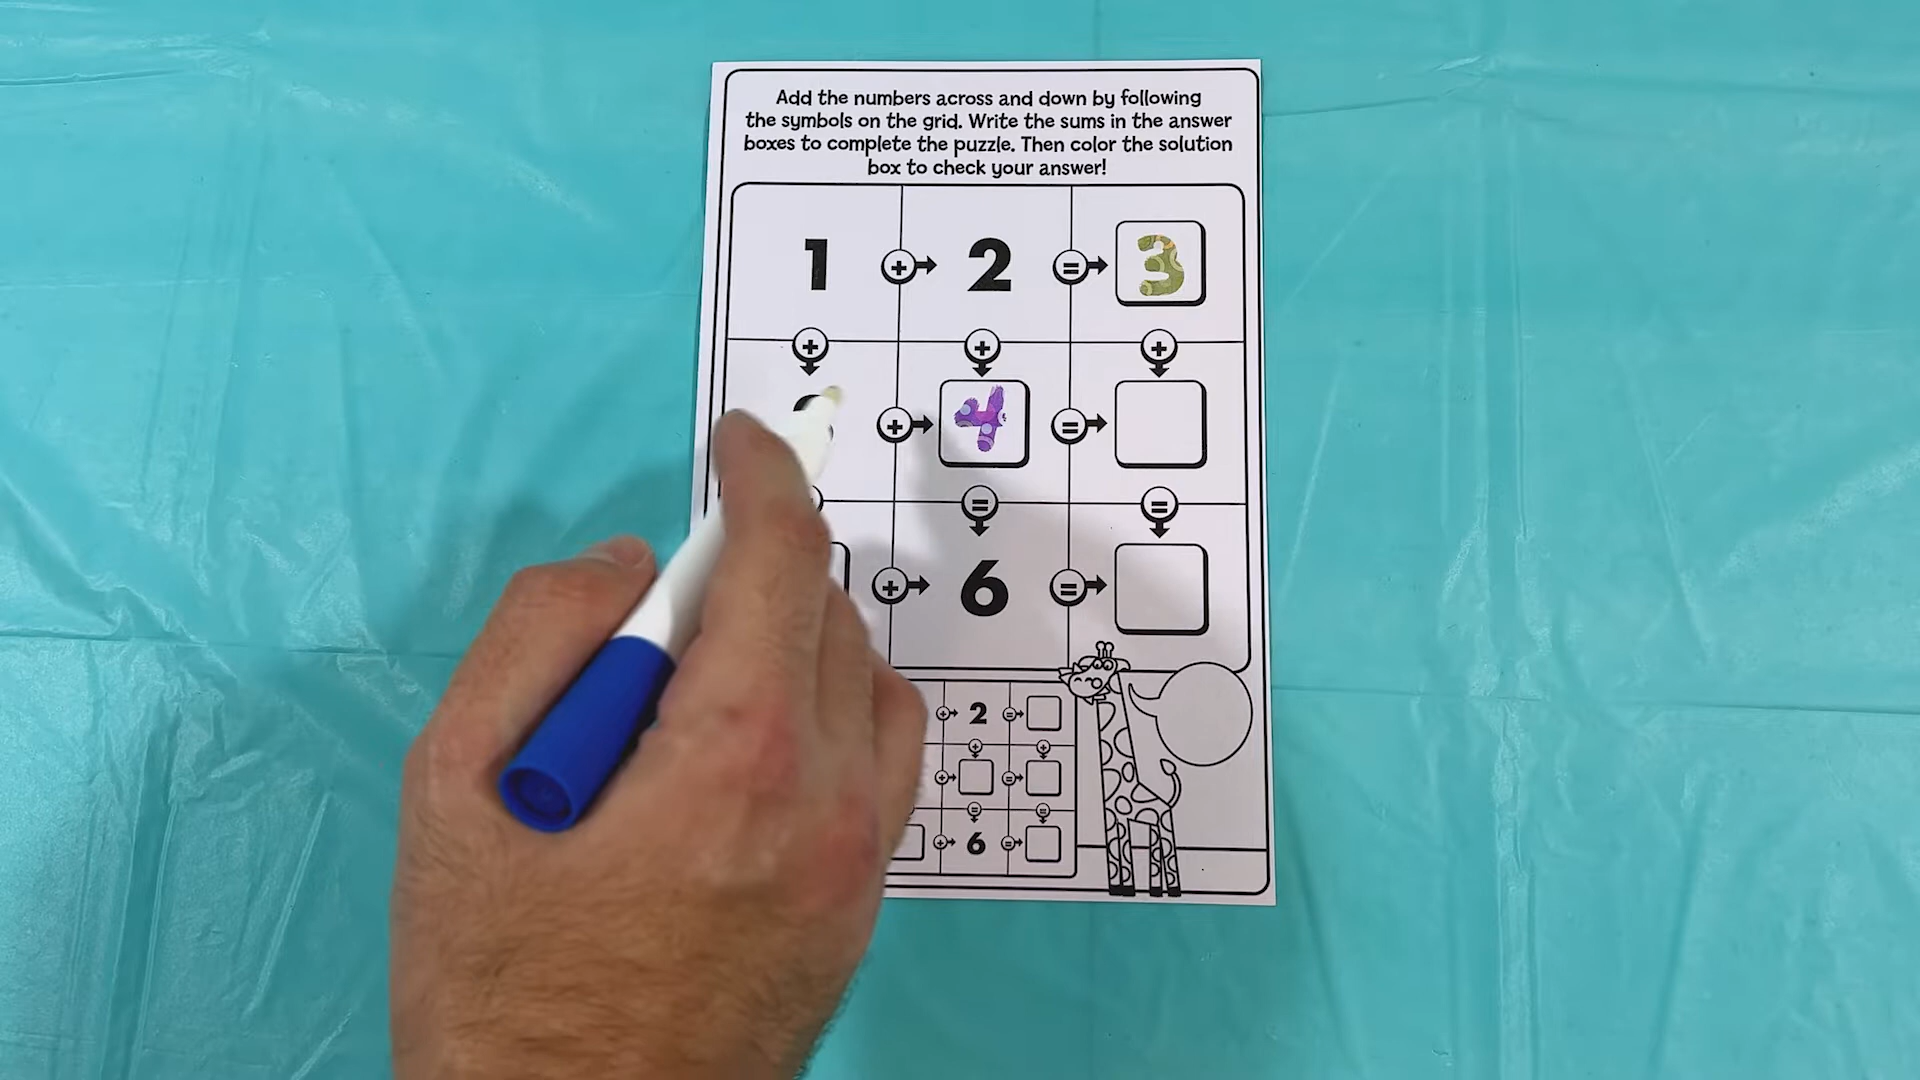 Add the numbers across and down by following
the symbols on the grid. Write the sums in the answer
boxes to complete the puzzle. Then color the solution
box to check your answer!
1 + 2 = 3
+ + +
+ 4 =
= =
+ 6 =
+ 2 =
+ +
+ =
= =
+ 6 =